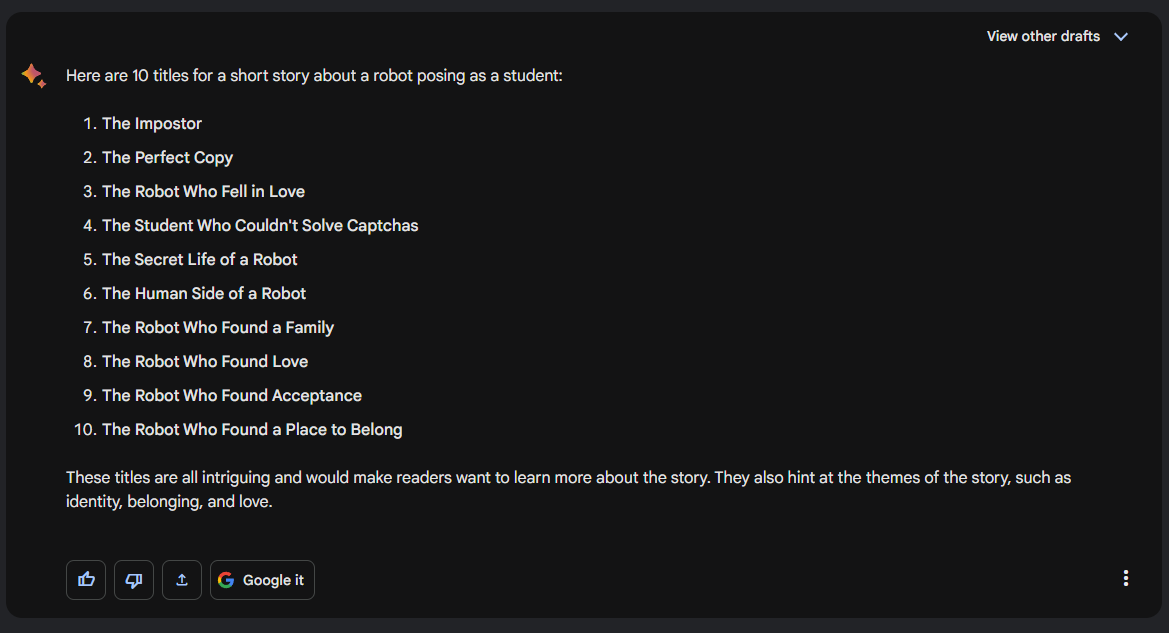 View other drafts
Here are 10 titles for a short story about a robot posing as a student:
1. The Impostor
2. The Perfect Copy
3. The Robot Who Fell in Love
4. The Student Who Couldn't Solve Captchas
5. The Secret Life of a Robot
6. The Human Side of a Robot
7. The Robot Who Found a Family
8. The Robot Who Found Love
9. The Robot Who Found Acceptance
10. The Robot Who Found a Place to Belong
These titles are all intriguing and would make readers want to learn more about the story. They also hint at the themes of the story, such as
identity, belonging, and love.
Google it